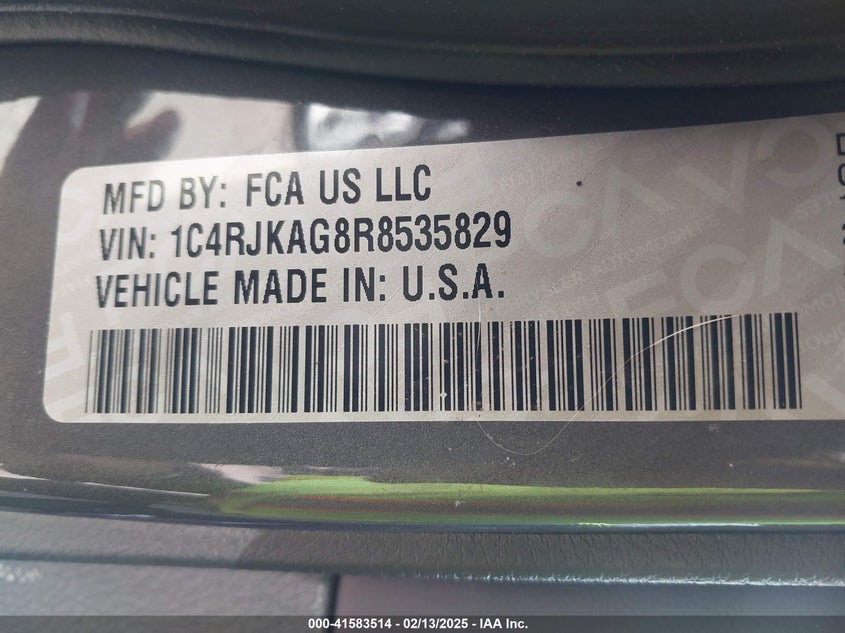 MFD BY: FCA US LLC
VIN: 1C4RJKAG8R8535829
VEHICLE MADE IN: U.S.A.
000-41583514 - 02/13/2025 - IAA Inc.